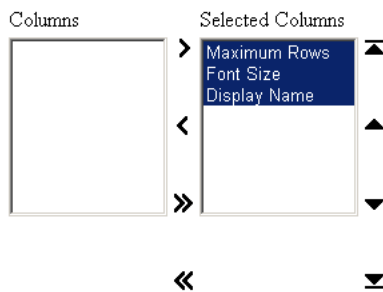 Columns
Selected Columns
Maximum Rows
Font Size
Display Name